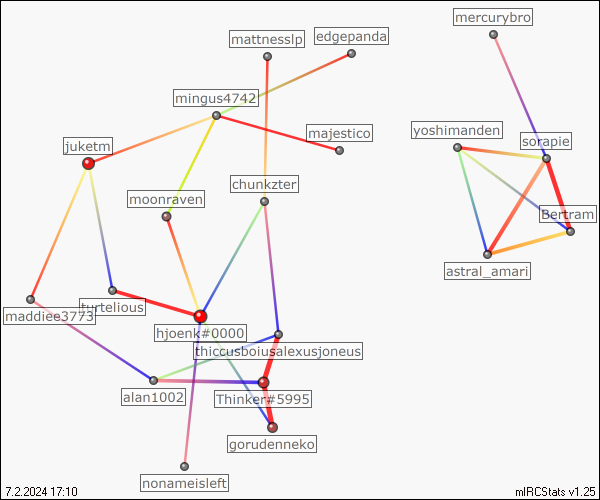 mercurybro
edgepanda
mattnesslp
mingus4742
yoshimanden
majestico
sorapie
juketm
chunkzter
moonraven
Bertram
astral_amari
turtelious
maddiee3773
hjoenk#0000
thiccusboiusalexusjoneus
alan1002
Thinker#5995
gorudenneko
nonameisleft
7.2.2024 17:10
mIRCStats v1.25